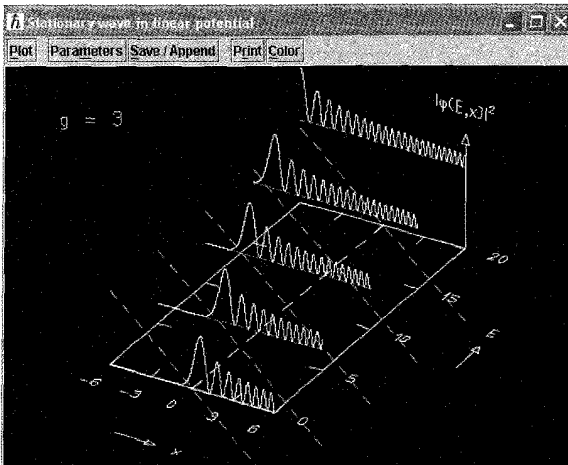 h Stationary wave in linear potential
Plot Parameters Save / Append Print Color
g = 3
|φ(E,x)|²
20
15
10
E
5
-6 -3 0 3 6 0
x